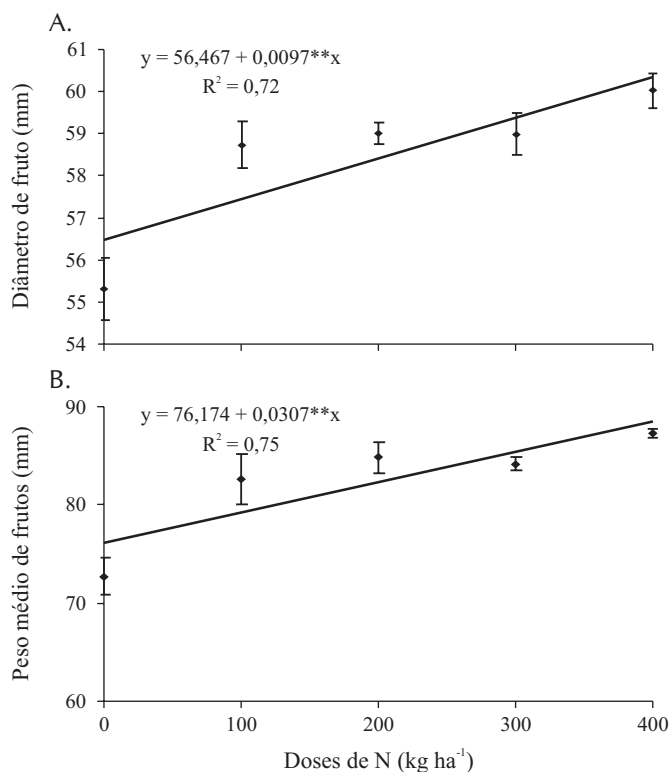 A.
y = 56,467 + 0,0097**x
R² = 0,72
Diâmetro de fruto (mm)
61
60
59
58
57
56
55
54
B.
y = 76,174 + 0,0307**x
R² = 0,75
Peso médio de frutos (mm)
90
80
70
60
0 100 200 300 400
Doses de N (kg ha⁻¹)